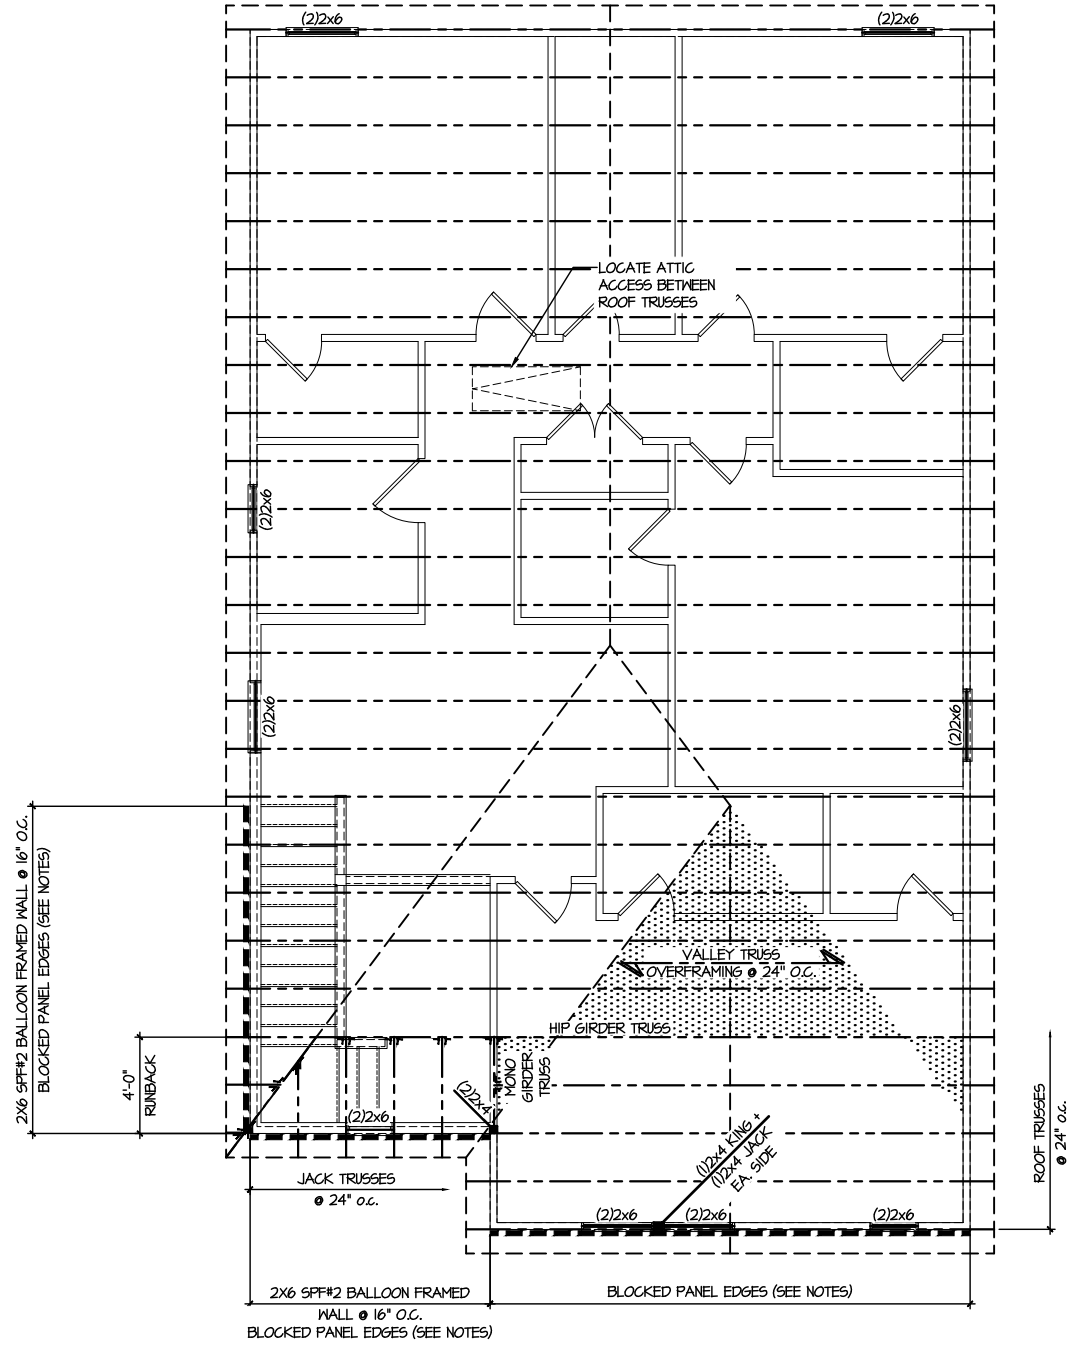 (2)2x6
(2)2x6
LOCATE ATTIC
ACCESS BETWEEN
ROOF TRUSSES
(2)2x6
(2)2x6
(2)2x6
2X6 SPF#2 BALLOON FRAMED WALL @ 16" O.C.
BLOCKED PANEL EDGES (SEE NOTES)
VALLEY TRUSS
OVERFRAMING @ 24" O.C.
HIP GIRDER TRUSS
4'-0"
RUNBACK
MONO
GIRDER
TRUSS
(2)2x4
(2)2x6
ROOF TRUSSES
@ 24" O.C.
(1)2x4 KING +
(1)2x4 JACK
EA. SIDE
JACK TRUSSES
@ 24" O.C.
(2)2x6
(2)2x6
(2)2x6
2X6 SPF#2 BALLOON FRAMED
WALL @ 16" O.C.
BLOCKED PANEL EDGES (SEE NOTES)
BLOCKED PANEL EDGES (SEE NOTES)